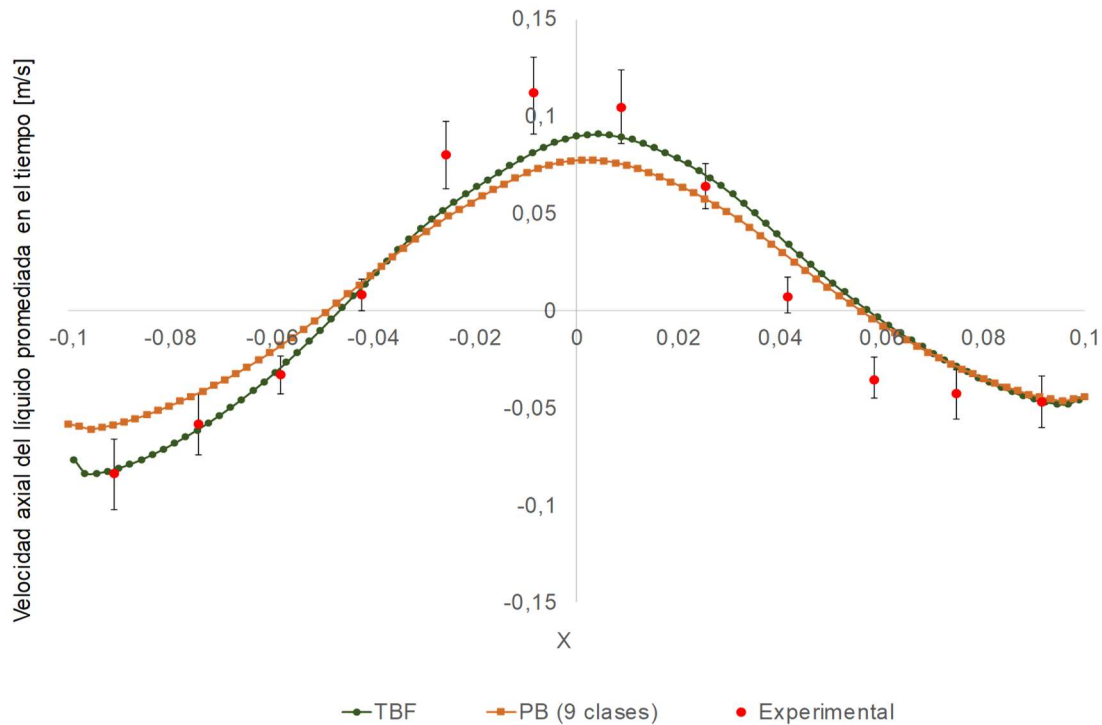 Velocidad axial del líquido promediada en el tiempo [m/s]
0,15
0,1
0,05
0
-0,1 -0,08 -0,06 -0,04 -0,02 0 0,02 0,04 0,06 0,08 0,1
-0,05
-0,1
-0,15
X
TBF PB (9 clases) Experimental